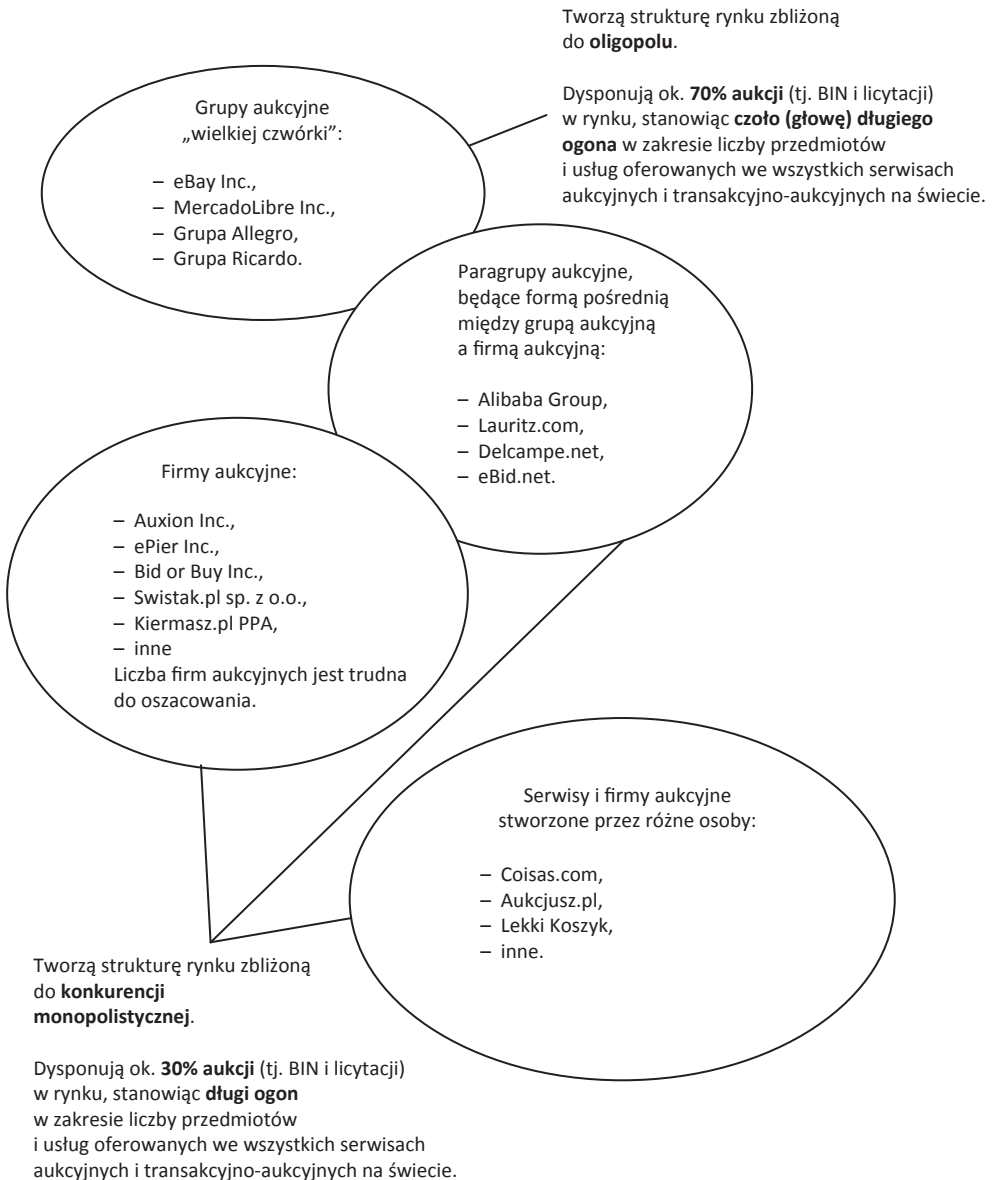 Tworzą strukturę rynku zbliżoną
do oligopolu.
Dysponują ok. 70% aukcji (tj. BIN i licytacji)
w rynku, stanowiąc czoło (głowę) długiego
ogona w zakresie liczby przedmiotów
i usług oferowanych we wszystkich serwisach
aukcyjnych i transakcyjno-aukcyjnych na świecie.
Grupy aukcyjne
„wielkiej czwórki”:
– eBay Inc.,
– MercadoLibre Inc.,
– Grupa Allegro,
– Grupa Ricardo.
Paragrupy aukcyjne,
będące formą pośrednią
między grupą aukcyjną
a firmą aukcyjną:
– Alibaba Group,
– Lauritz.com,
– Delcampe.net,
– eBid.net.
Firmy aukcyjne:
– Auxion Inc.,
– ePier Inc.,
– Bid or Buy Inc.,
– Swistak.pl sp. z o.o.,
– Kiermasz.pl PPA,
– inne
Liczba firm aukcyjnych jest trudna
do oszacowania.
Serwisy i firmy aukcyjne
stworzone przez różne osoby:
– Coisas.com,
– Aukcjusz.pl,
– Lekki Koszyk,
– inne.
Tworzą strukturę rynku zbliżoną
do konkurencji
monopolistycznej.
Dysponują ok. 30% aukcji (tj. BIN i licytacji)
w rynku, stanowiąc długi ogon
w zakresie liczby przedmiotów
i usług oferowanych we wszystkich serwisach
aukcyjnych i transakcyjno-aukcyjnych na świecie.